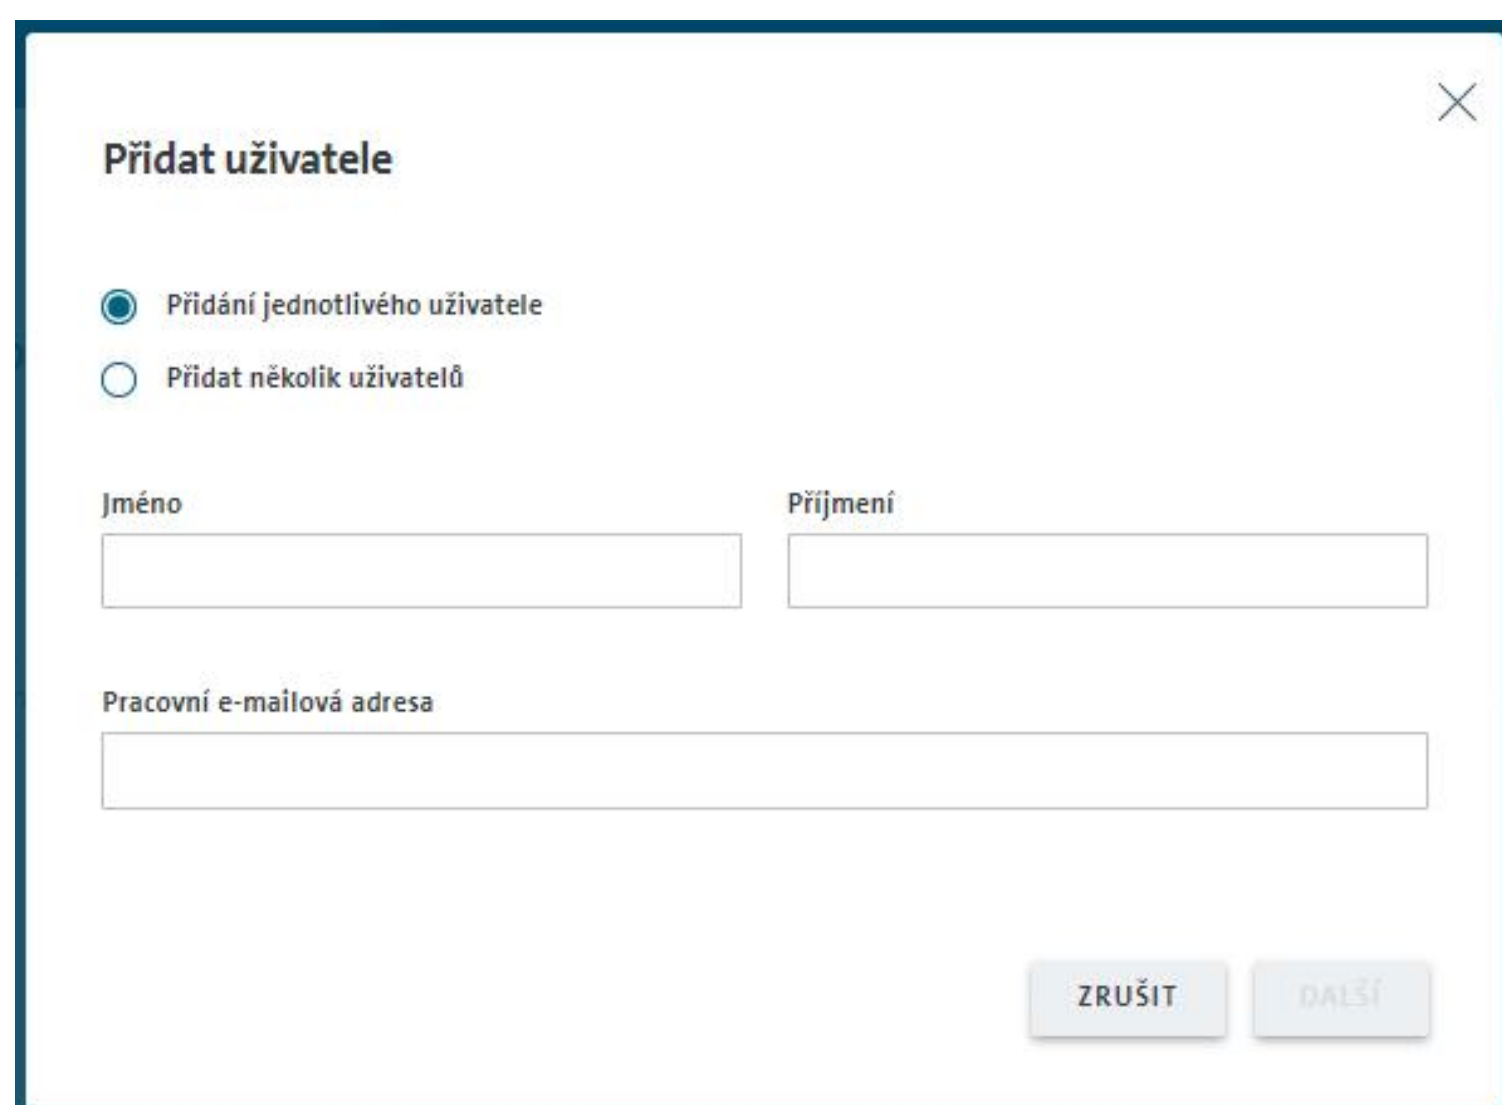 Přidat uživatele
Přidání jednotlivého uživatele
Přidat několik uživatelů
Jméno
Příjmení
Pracovní e-mailová adresa
ZRUŠIT
DALŠÍ